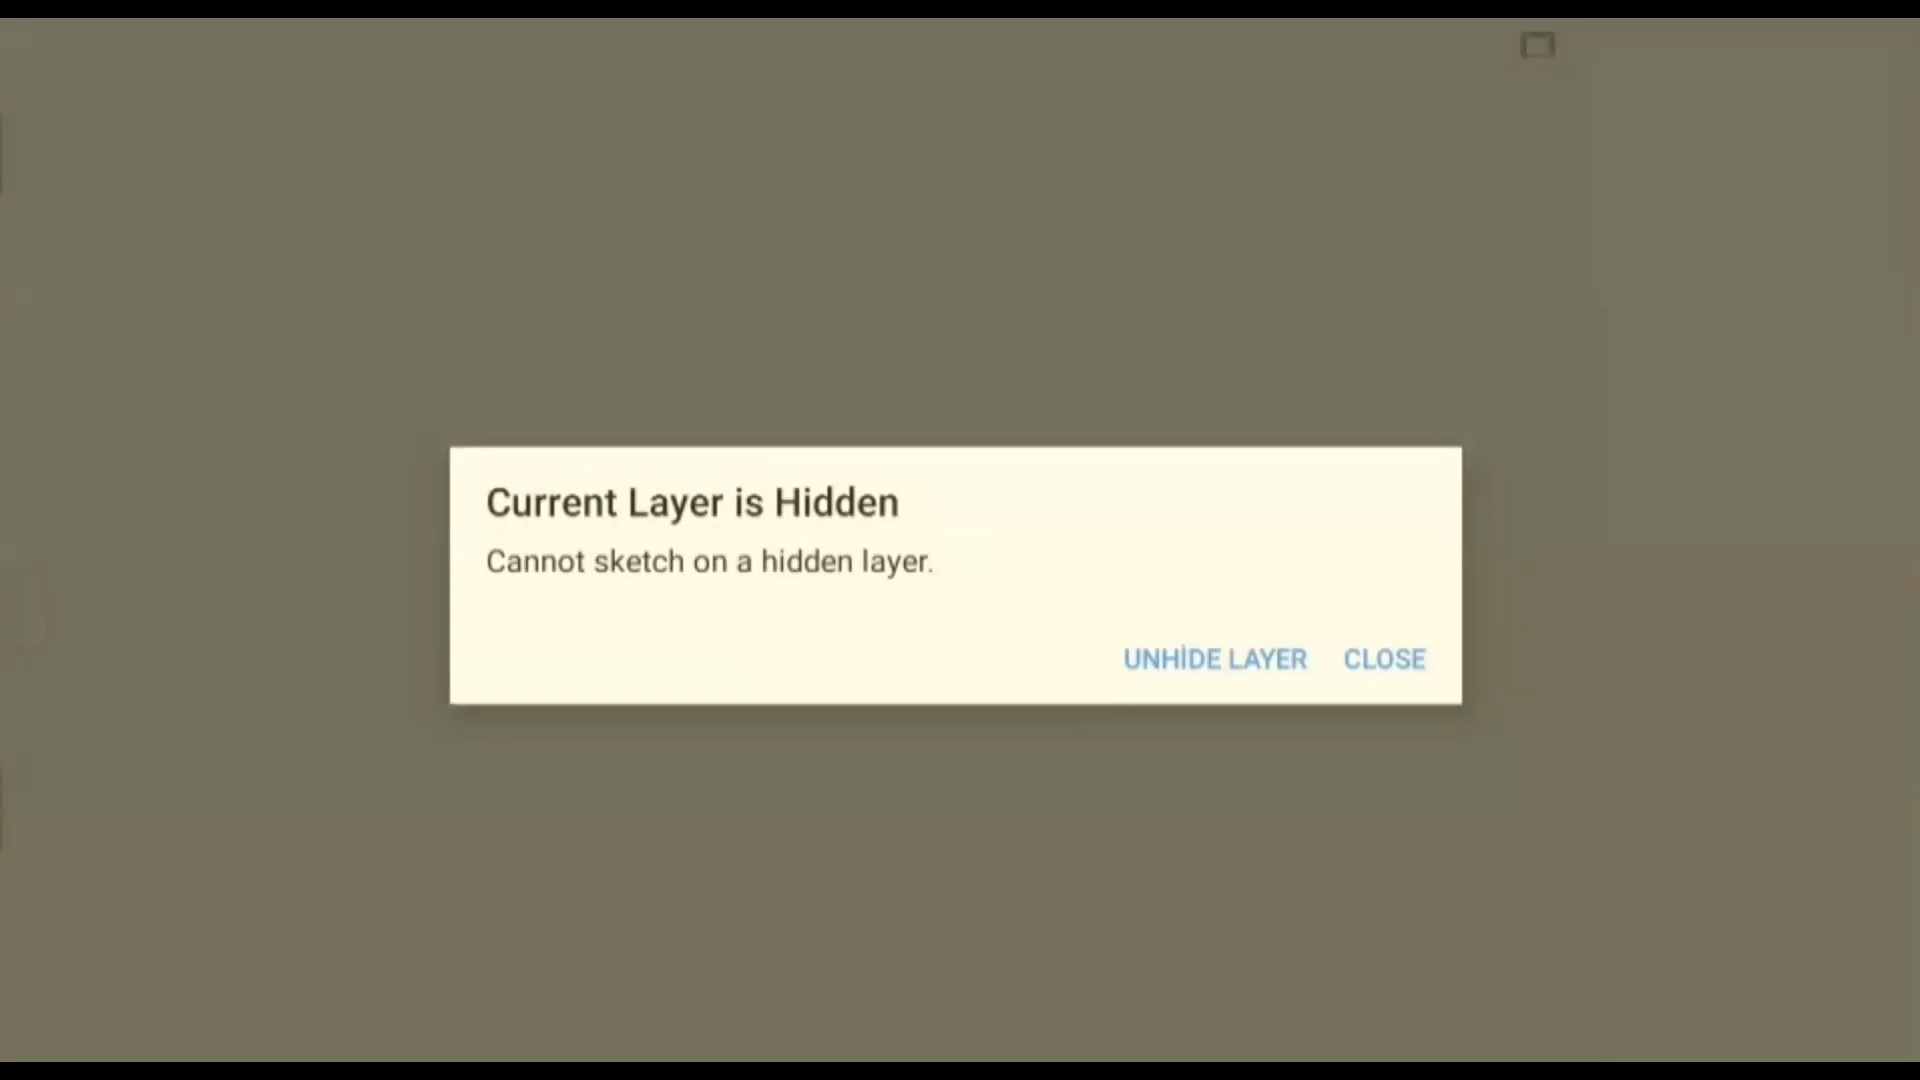 Current Layer is Hidden
Cannot sketch on a hidden layer.
UNHİDE LAYER CLOSE